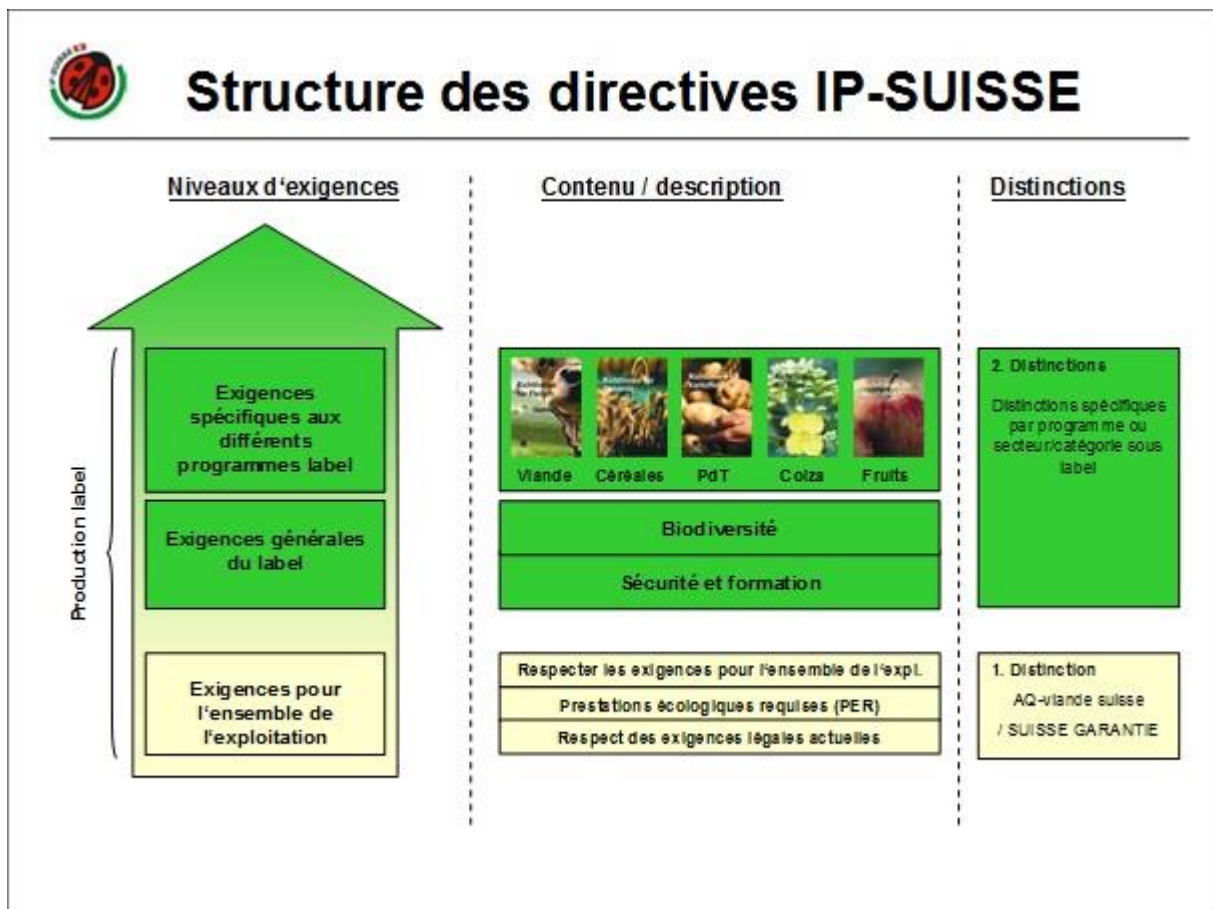 IP-SUISSE
Structure des directives IP-SUISSE
Niveaux d'exigences
Contenu / description
Distinctions
Production label
Exigences
spécifiques aux
différents
programmes label
Exigences générales
du label
Exigences pour
l'ensemble de
l'exploitation
Viande
Céréales
PdT
Colza
Fruits
Biodiversité
Sécurité et formation
Respecter les exigences pour l'ensemble de l'expl.
Prestations écologiques requises (PER)
Respect des exigences légales actuelles
2. Distinctions
Distinctions spécifiques
par programme ou
secteur/catégorie sous
label
1. Distinction
AQ-viande suisse
/ SUISSE GARANTIE